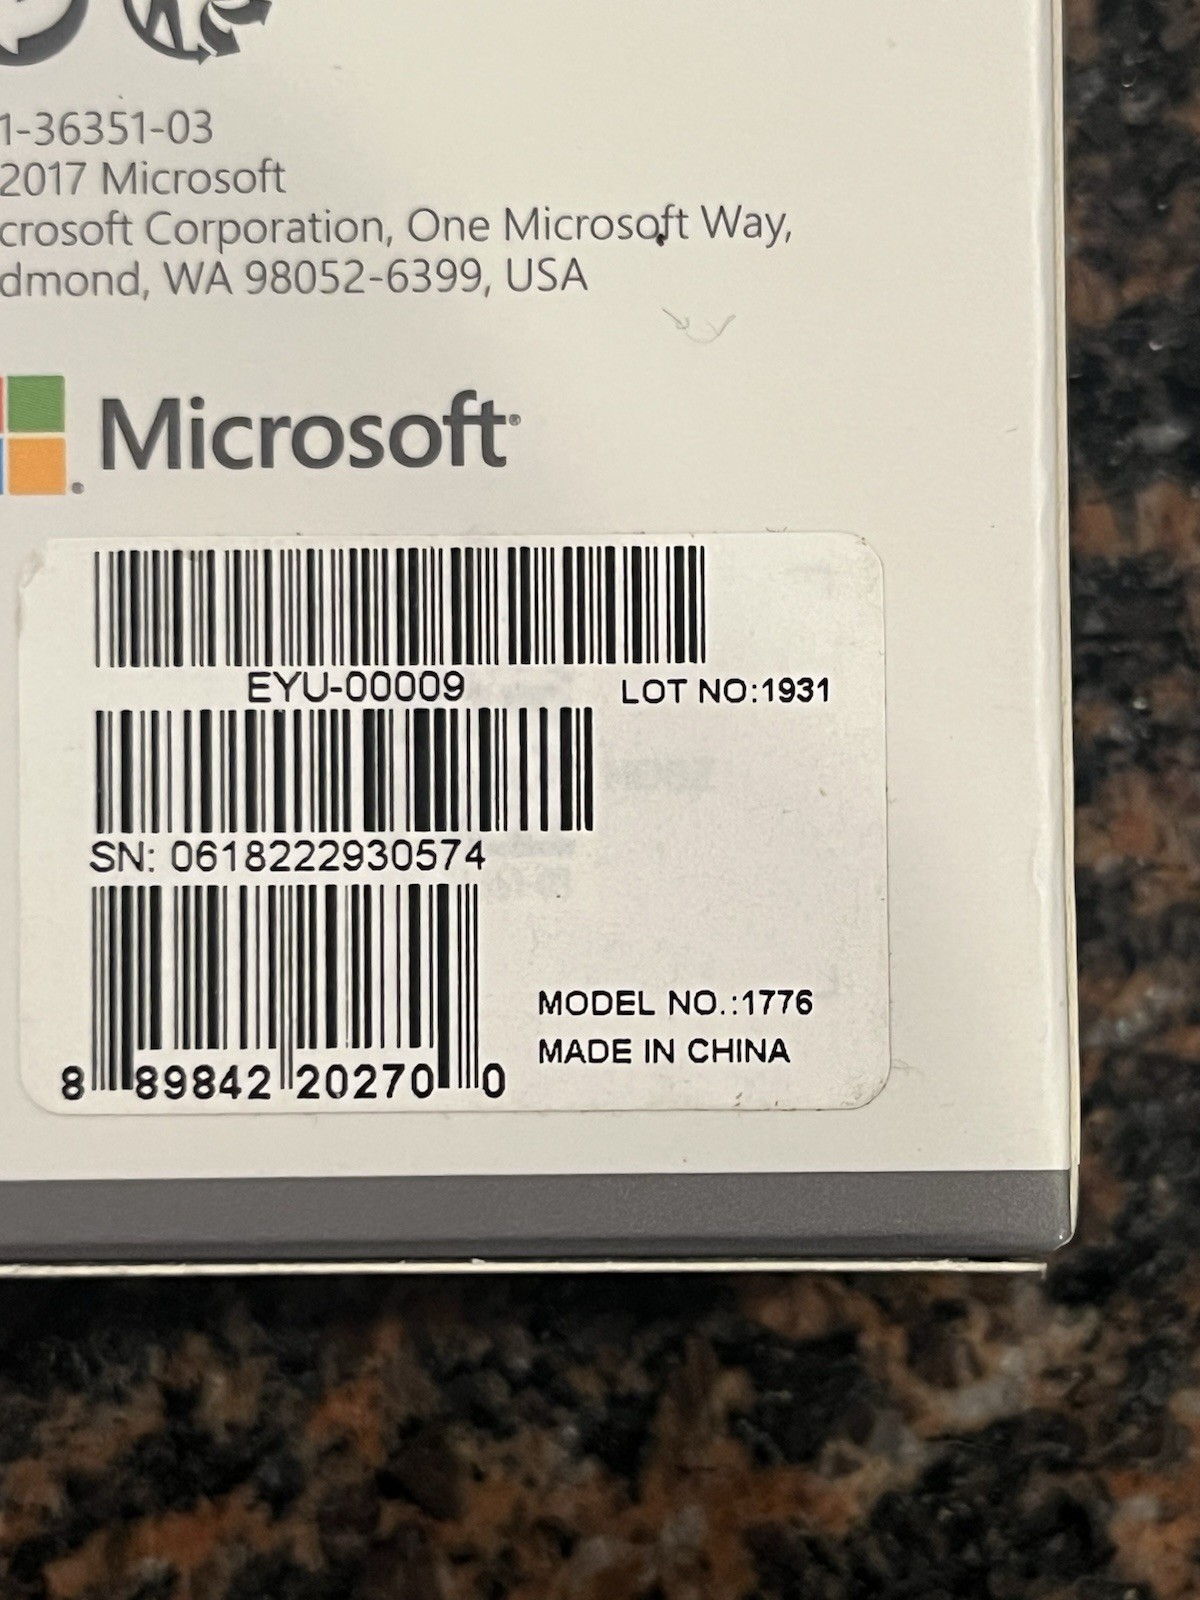 1-36351-03
2017 Microsoft
crosoft Corporation, One Microsoft Way,
dmond, WA 98052-6399, USA
Microsoft
EYU-00009 LOT NO:1931
SN: 0618222930574
MODEL NO.:1776
MADE IN CHINA
8 89842 20270 0